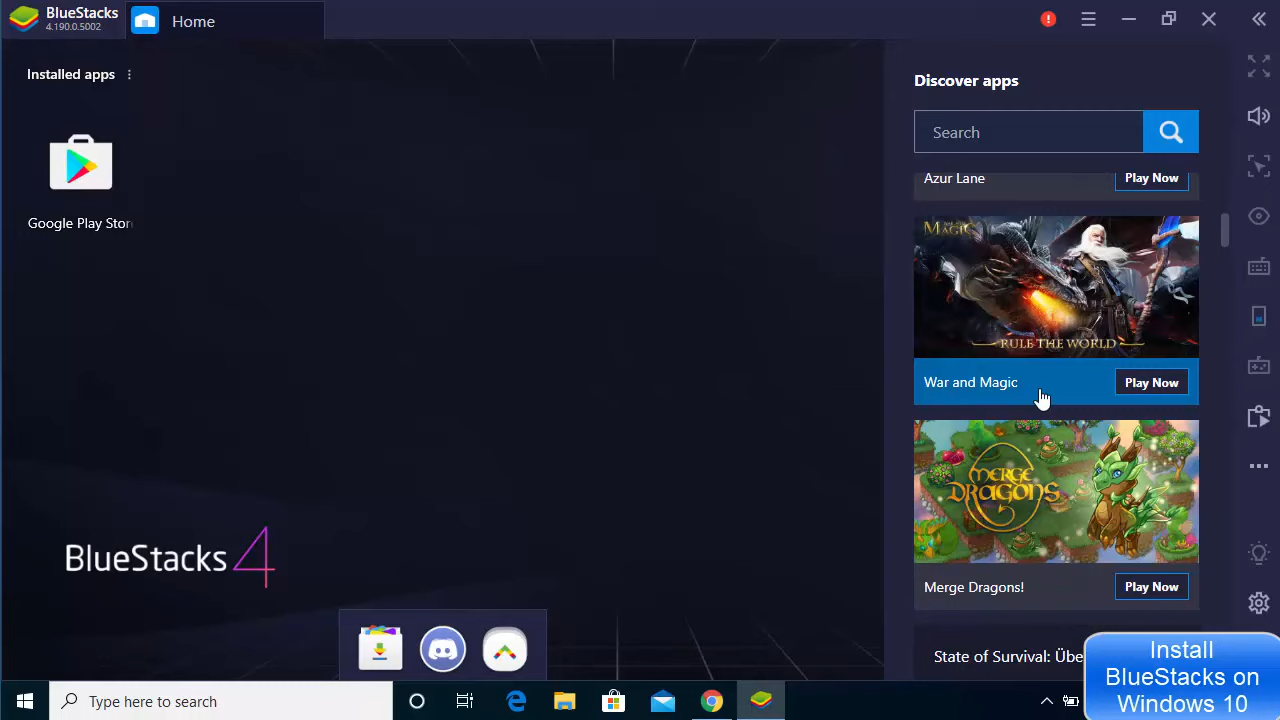 BlueStacks
4.190.0.5002
Home
Installed apps
Google Play Stor
BlueStacks 4
Discover apps
Search
Azur Lane
Play Now
MAGIC
RULE THE WORLD
War and Magic
Play Now
MERGE
DRAGONS!
Merge Dragons!
Play Now
State of Survival: Übe
Install
BlueStacks on
Windows 10
Type here to search